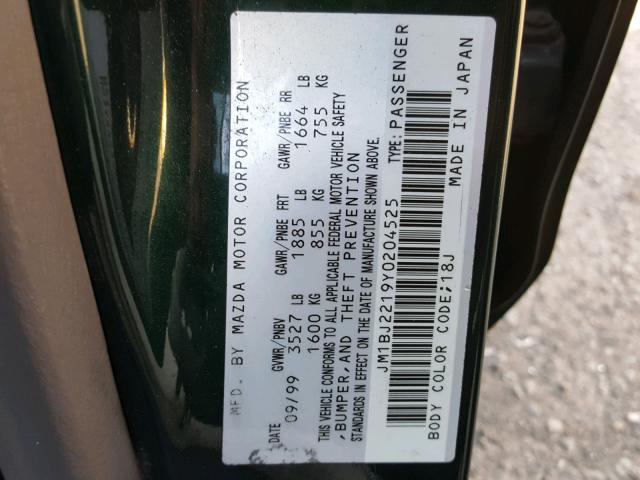 MFD. BY MAZDA MOTOR CORPORATION
DATE GVWR/PNBV GAWR/PNBE FRT GAWR/PNBE RR
09/99 3527 LB 1885 LB 1664 LB
1600 KG 855 KG 755 KG
THIS VEHICLE CONFORMS TO ALL APPLICABLE FEDERAL MOTOR VEHICLE SAFETY
,BUMPER,AND THEFT PREVENTION
STANDARDS IN EFFECT ON THE DATE OF MANUFACTURE SHOWN ABOVE.
JM1BJ2219Y0204525 TYPE:PASSENGER
BODY COLOR CODE;18J MADE IN JAPAN